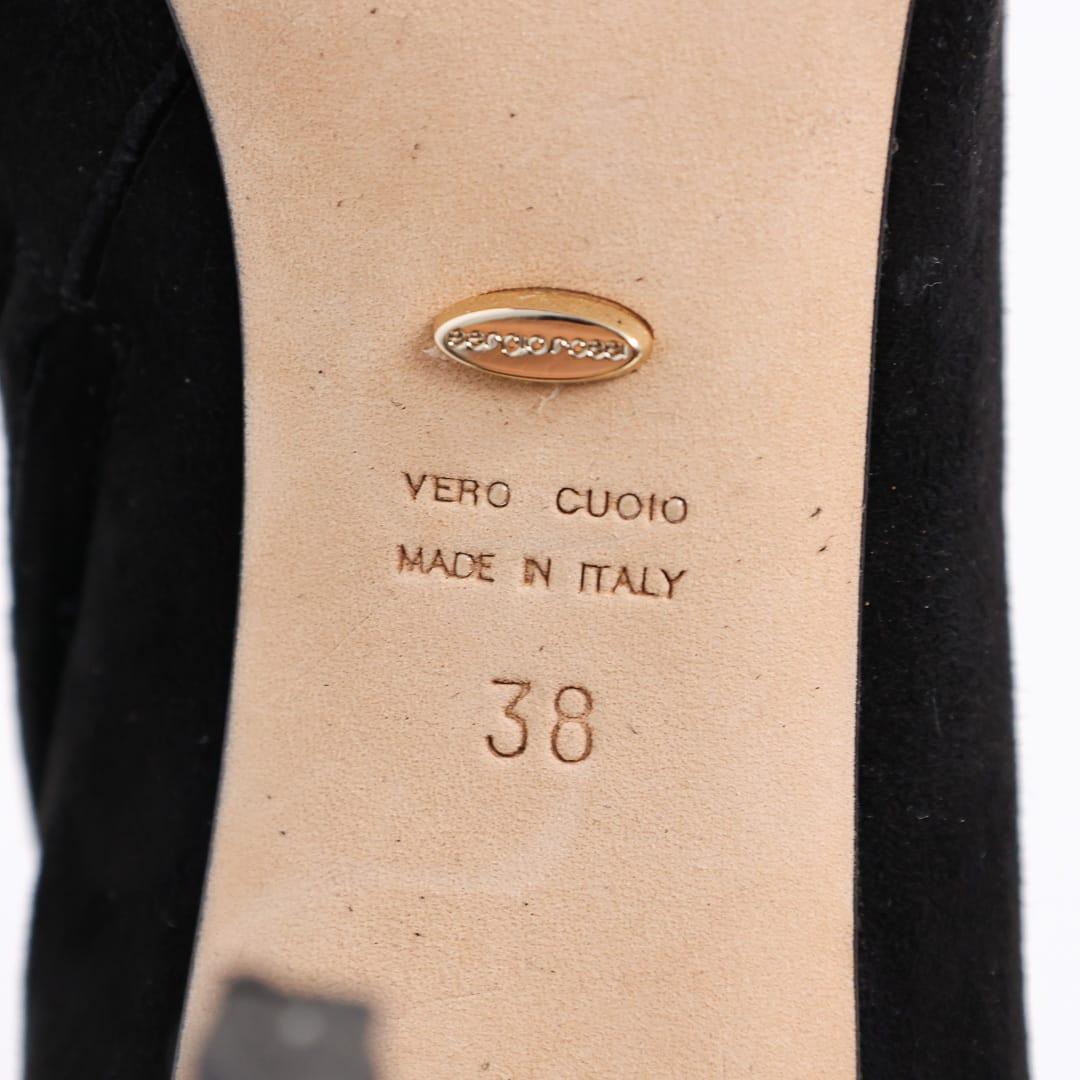 sergio rossi
VERO CUOIO
MADE IN ITALY
38